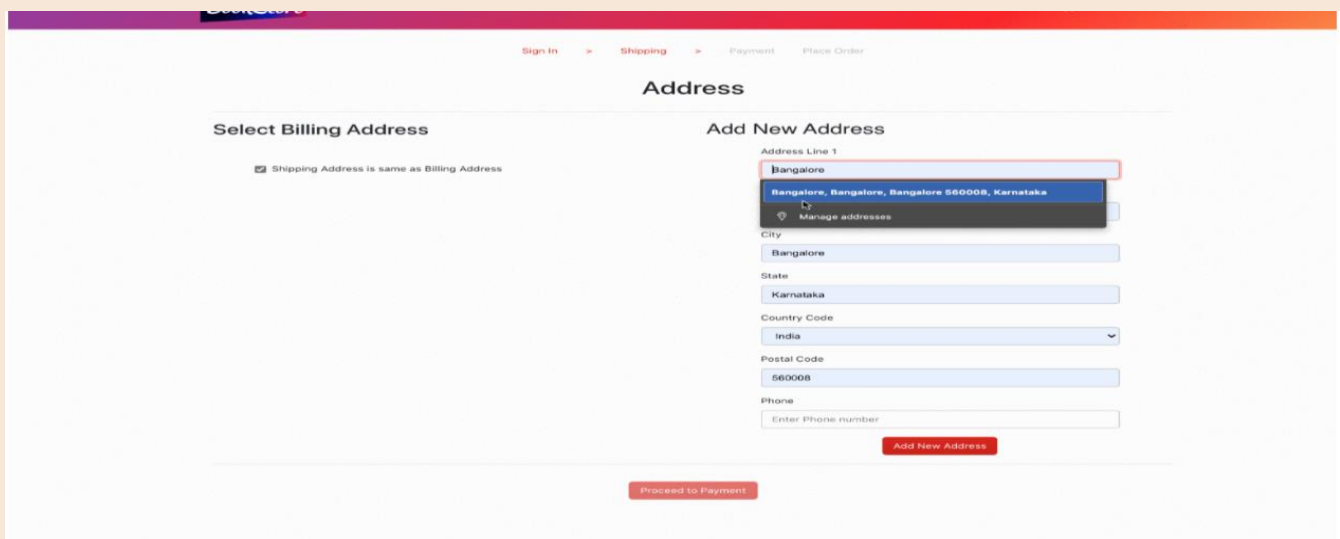 BookStore
Sign In > Shipping > Payment Place Order
Address
Select Billing Address
Shipping Address is same as Billing Address
Add New Address
Address Line 1
Bangalore
Bangalore, Bangalore, Bangalore 560008, Karnataka
Manage addresses
City
Bangalore
State
Karnataka
Country Code
India
Postal Code
560008
Phone
Enter Phone number
Add New Address
Proceed to Payment